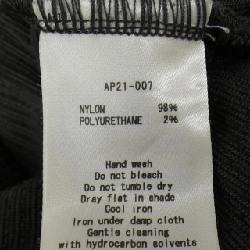 AP21-007
NYLON 98%
POLYURETHANE 2%
Hand wash
Do not bleach
Do not tumble dry
Dray flat in shade
Cool iron
Iron under damp cloth
Gentle cleaning
with hydrocarbon solvents